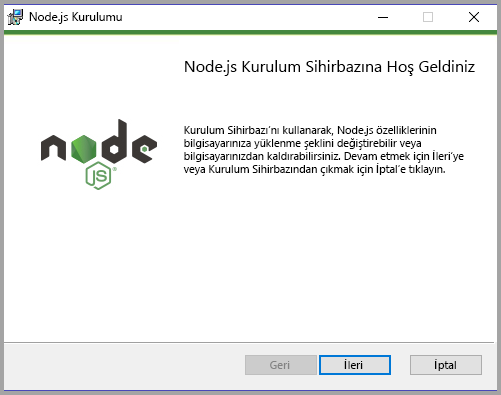 Node.js Kurulumu
Node.js Kurulum Sihirbazına Hoş Geldiniz
node
JS
Kurulum Sihirbazı'nı kullanarak, Node.js özelliklerinin
bilgisayarınıza yüklenme şeklini değiştirebilir veya
bilgisayarınızdan kaldırabilirsiniz. Devam etmek için İleri'ye
veya Kurulum Sihirbazından çıkmak için İptal'e tıklayın.
Geri
İleri
İptal